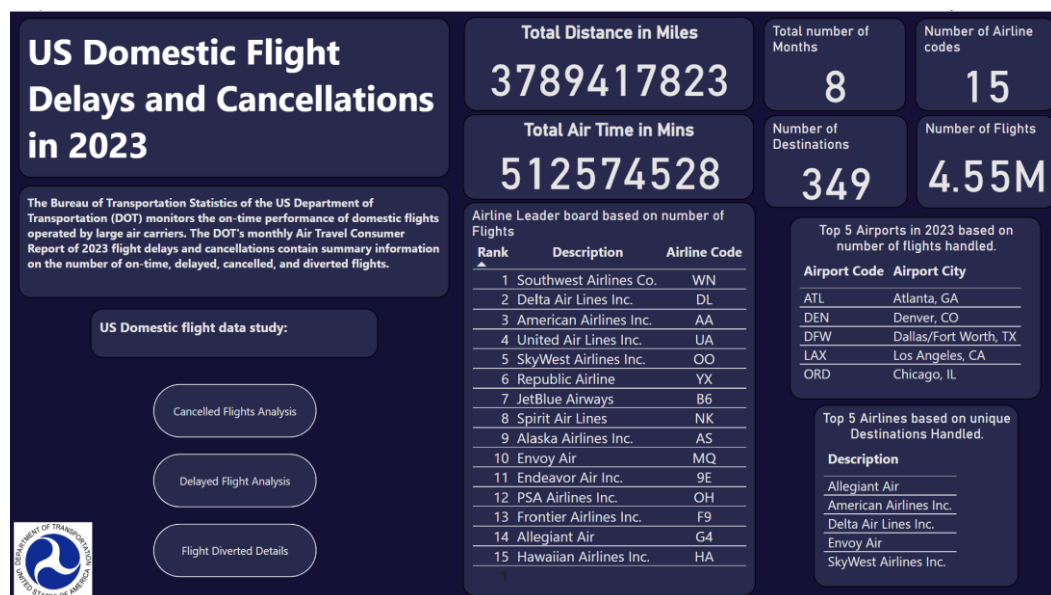 US Domestic Flight
Delays and Cancellations
in 2023
The Bureau of Transportation Statistics of the US Department of
Transportation (DOT) monitors the on-time performance of domestic flights
operated by large air carriers. The DOT's monthly Air Travel Consumer
Report of 2023 flight delays and cancellations contain summary information
on the number of on-time, delayed, cancelled, and diverted flights.
US Domestic flight data study:
Cancelled Flights Analysis
Delayed Flight Analysis
Flight Diverted Details
DEPARTMENT OF TRANSPORTATION
UNITED STATES OF AMERICA
Total Distance in Miles
3789417823
Total Air Time in Mins
512574528
Airline Leader board based on number of
Flights
Rank Description Airline Code
1 Southwest Airlines Co. WN
2 Delta Air Lines Inc. DL
3 American Airlines Inc. AA
4 United Air Lines Inc. UA
5 SkyWest Airlines Inc. OO
6 Republic Airline YX
7 JetBlue Airways B6
8 Spirit Air Lines NK
9 Alaska Airlines Inc. AS
10 Envoy Air MQ
11 Endeavor Air Inc. 9E
12 PSA Airlines Inc. OH
13 Frontier Airlines Inc. F9
14 Allegiant Air G4
15 Hawaiian Airlines Inc. HA
1
Total number of
Months
8
Number of Airline
codes
15
Number of
Destinations
349
Number of Flights
4.55M
Top 5 Airports in 2023 based on
number of flights handled.
Airport Code Airport City
ATL Atlanta, GA
DEN Denver, CO
DFW Dallas/Fort Worth, TX
LAX Los Angeles, CA
ORD Chicago, IL
Top 5 Airlines based on unique
Destinations Handled.
Description
Allegiant Air
American Airlines Inc.
Delta Air Lines Inc.
Envoy Air
SkyWest Airlines Inc.